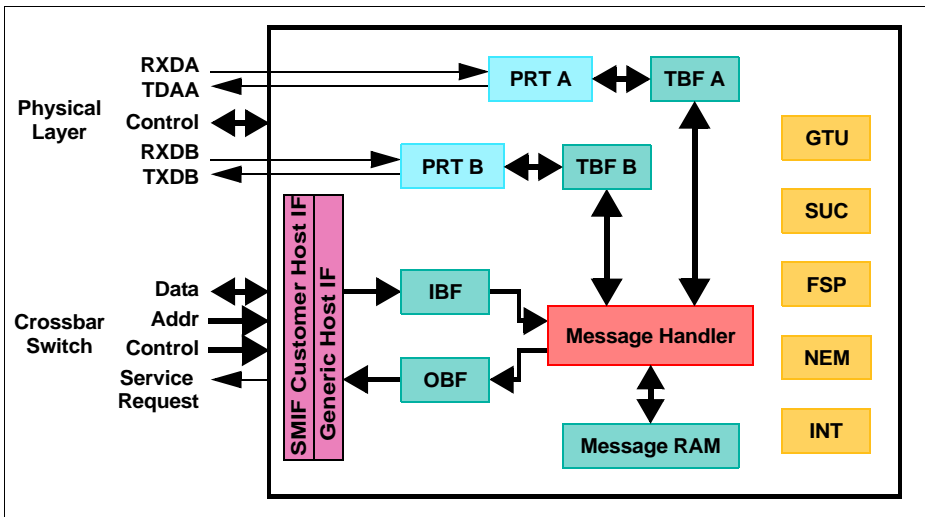 RXDA
TDAA
Physical
Layer
Control
RXDB
TXDB
PRT A
TBF A
PRT B
TBF B
GTU
SUC
FSP
NEM
INT
SMIF Customer Host IF
Generic Host IF
Data
Addr
Crossbar
Switch
Control
Service
Request
IBF
OBF
Message Handler
Message RAM